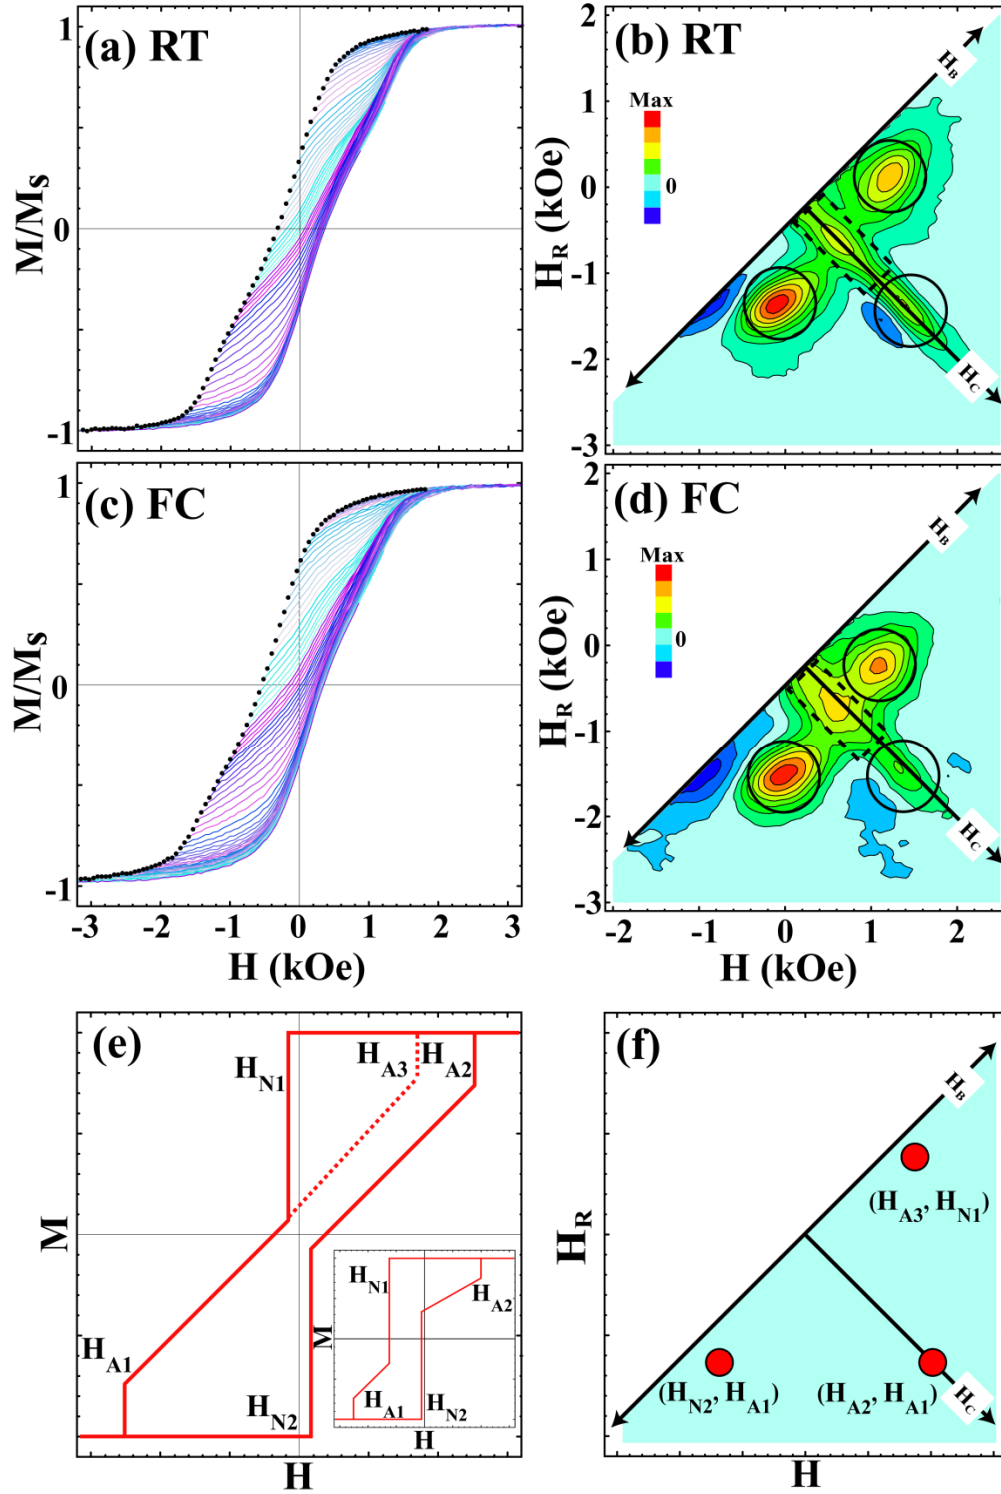 (a) RT
1
0
-1
M/MS
(b) RT
2
1
0
-1
-2
-3
HR (kOe)
Max
0
HB
HC
(c) FC
1
0
-1
M/MS
-3 -2 -1 0 1 2 3
H (kOe)
(d) FC
2
1
0
-1
-2
-3
HR (kOe)
Max
0
HB
HC
-2 -1 0 1 2
H (kOe)
(e)
HN1
HA3
HA2
HA1
HN2
M
H
HN1
HA2
HA1
HN2
M
H
(f)
HB
(HA3, HN1)
(HN2, HA1)
(HA2, HA1)
HC
HR
H